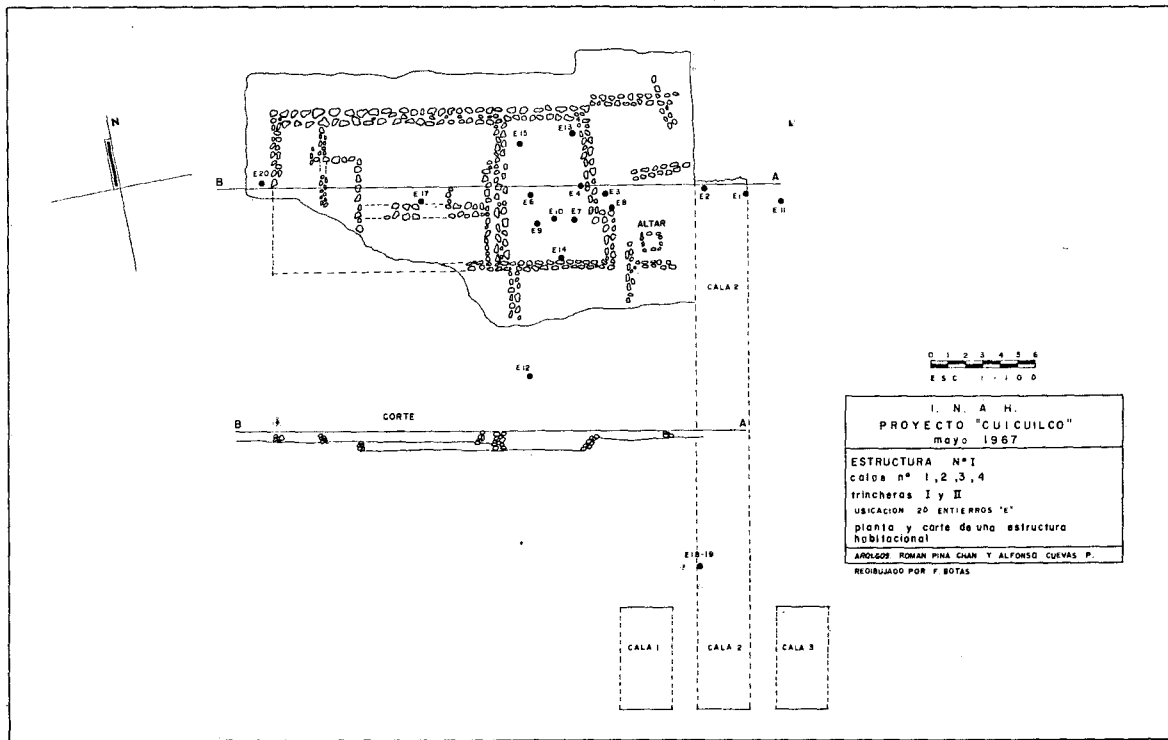 N
E15
E13
E20
B
A
E17
E6
E4
E3
E8
E2
E1
E11
E10
E7
E9
E14
ALTAR
CALA 2
E12
B
CORTE
A
0 1 2 3 4 5 6
ESC 1-100
I. N. A H.
PROYECTO "CUICUILCO"
mayo 1967
ESTRUCTURA Nº I
calas nº 1,2,3,4
trincheras I y II
USICACION 20 ENTIERROS "E"
planta y corte de una estructura
habitacional
ARQLGOS. ROMAN PIÑA CHAN Y ALFONSO CUEVAS P.
REDIBUJADO POR F. BOTAS
E18-19
CALA 1
CALA 2
CALA 3